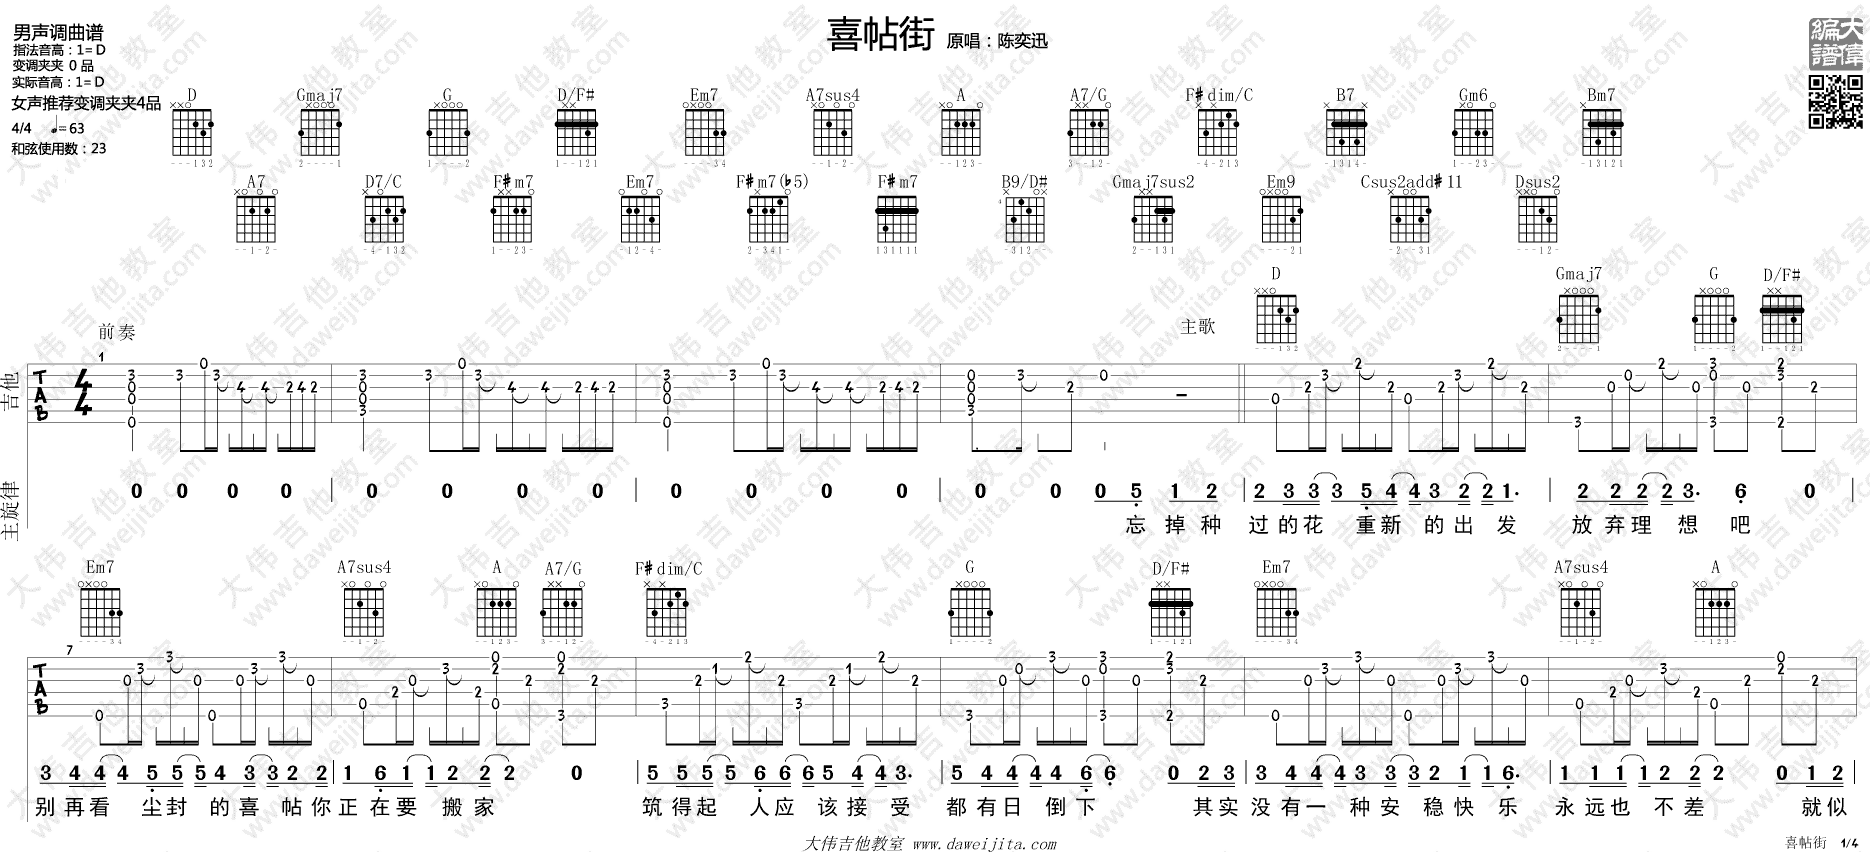 喜帖街 原唱：陈奕迅
大偉
編譜
男声调曲谱
指法音高：1=D
变调夹夹 0 品
实际音高：1=D
女声推荐变调夹夹4品
4/4 ♩=63
和弦使用数：23
D Gmaj7 G D/F# Em7 A7sus4 A A7/G F#dim/C B7 Gm6 Bm7
A7 D7/C F#m7 Em7 F#m7(♭5) F#m7 B9/D# Gmaj7sus2 Em9 Csus2add#11 Dsus2
D Gmaj7 G D/F#
前奏 主歌
1
吉他
TAB 4/4
主旋律
0 0 0 0 | 0 0 0 0 | 0 0 0 0 | 0 0 0 5 1 2 | 2 3 3 3 5 4 4 3 2 2 1. | 2 2 2 2 3. 6 0 |
忘 掉 种 过 的 花 重 新 的 出 发 放 弃 理 想 吧
Em7 A7sus4 A A7/G F#dim/C G D/F# Em7 A7sus4 A
7
TAB
3 4 4 4 5 5 5 4 3 3 2 2 | 1 6 1 1 2 2 2 0 | 5 5 5 5 6 6 6 5 4 4 3. | 5 4 4 4 4 6 6 0 2 3 | 3 4 4 4 3 3 3 2 1 1 6. | 1 1 1 1 2 2 2 0 1 2
别 再 看 尘 封 的 喜 帖 你 正 在 要 搬 家 筑 得 起 人 应 该 接 受 都 有 日 倒 下 其 实 没 有 一 种 安 稳 快 乐 永 远 也 不 差 就 似
大伟吉他教室 www.daweijita.com
喜帖街 1/4